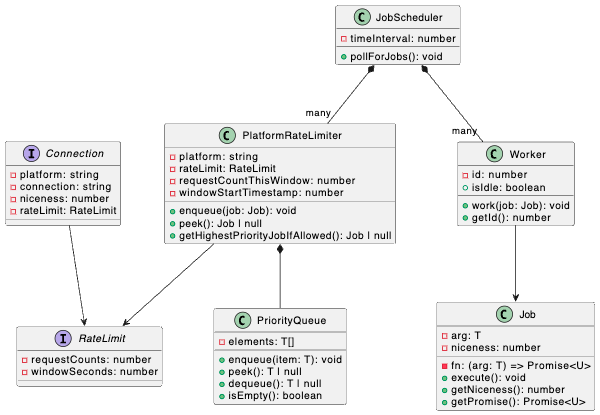 C JobScheduler
timeInterval: number
pollForJobs(): void
many
many
C PlatformRateLimiter
platform: string
rateLimit: RateLimit
requestCountThisWindow: number
windowStartTimestamp: number
enqueue(job: Job): void
peek(): Job | null
getHighestPriorityJobIfAllowed(): Job | null
I Connection
platform: string
connection: string
niceness: number
rateLimit: RateLimit
C Worker
id: number
isIdle: boolean
work(job: Job): void
getId(): number
I RateLimit
requestCounts: number
windowSeconds: number
C PriorityQueue
elements: T[]
enqueue(item: T): void
peek(): T | null
dequeue(): T | null
isEmpty(): boolean
C Job
arg: T
niceness: number
fn: (arg: T) => Promise<U>
execute(): void
getNiceness(): number
getPromise(): Promise<U>